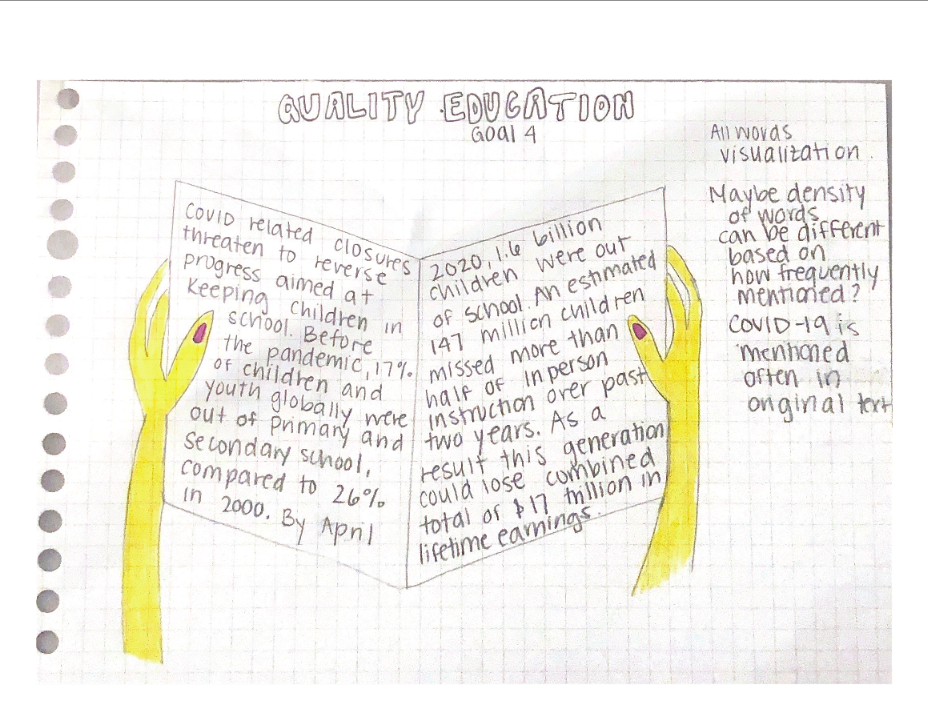 QUALITY EDUCATION
Goal 4
COVID related closures
threaten to reverse
progress aimed at
keeping children in
school. Before
the pandemic, 17%
of children and
youth globally were
out of primary and
secondary school,
compared to 26%
in 2000. By April
2020, 1.6 billion
children were out
of school. An estimated
147 million children
missed more than
half of inperson
instruction over past
two years. As a
result this generation
could lose combined
total of $17 trillion in
lifetime earnings.
All words
visualization.
Maybe density
of words
can be different
based on
how frequently
mentioned?
COVID-19 is
mentioned
often in
original text